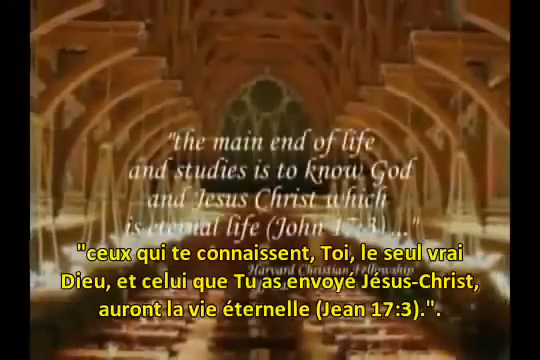 "the main end of life
and studies is to know God
and Jesus Christ which
is eternal life (John 17:3)..."
Harvard Christian Fellowship
"ceux qui te connaissent, Toi, le seul vrai
Dieu, et celui que Tu as envoyé Jésus-Christ,
auront la vie éternelle (Jean 17:3).".